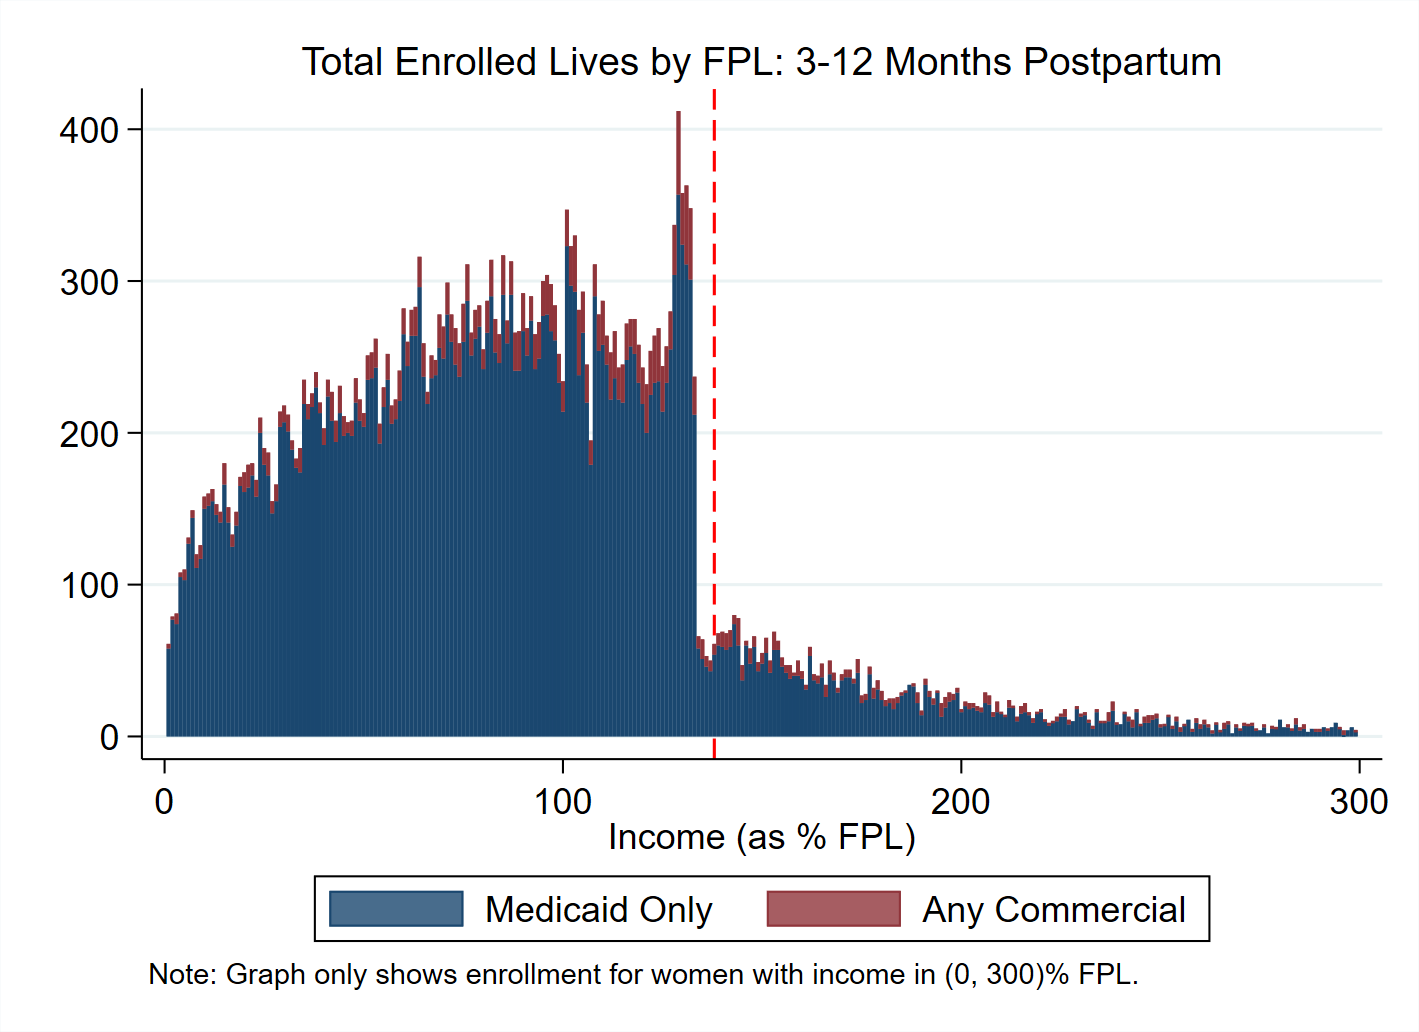 Total Enrolled Lives by FPL: 3-12 Months Postpartum
400
300
200
100
0
0 100 200 300
Income (as % FPL)
Medicaid Only Any Commercial
Note: Graph only shows enrollment for women with income in (0, 300)% FPL.